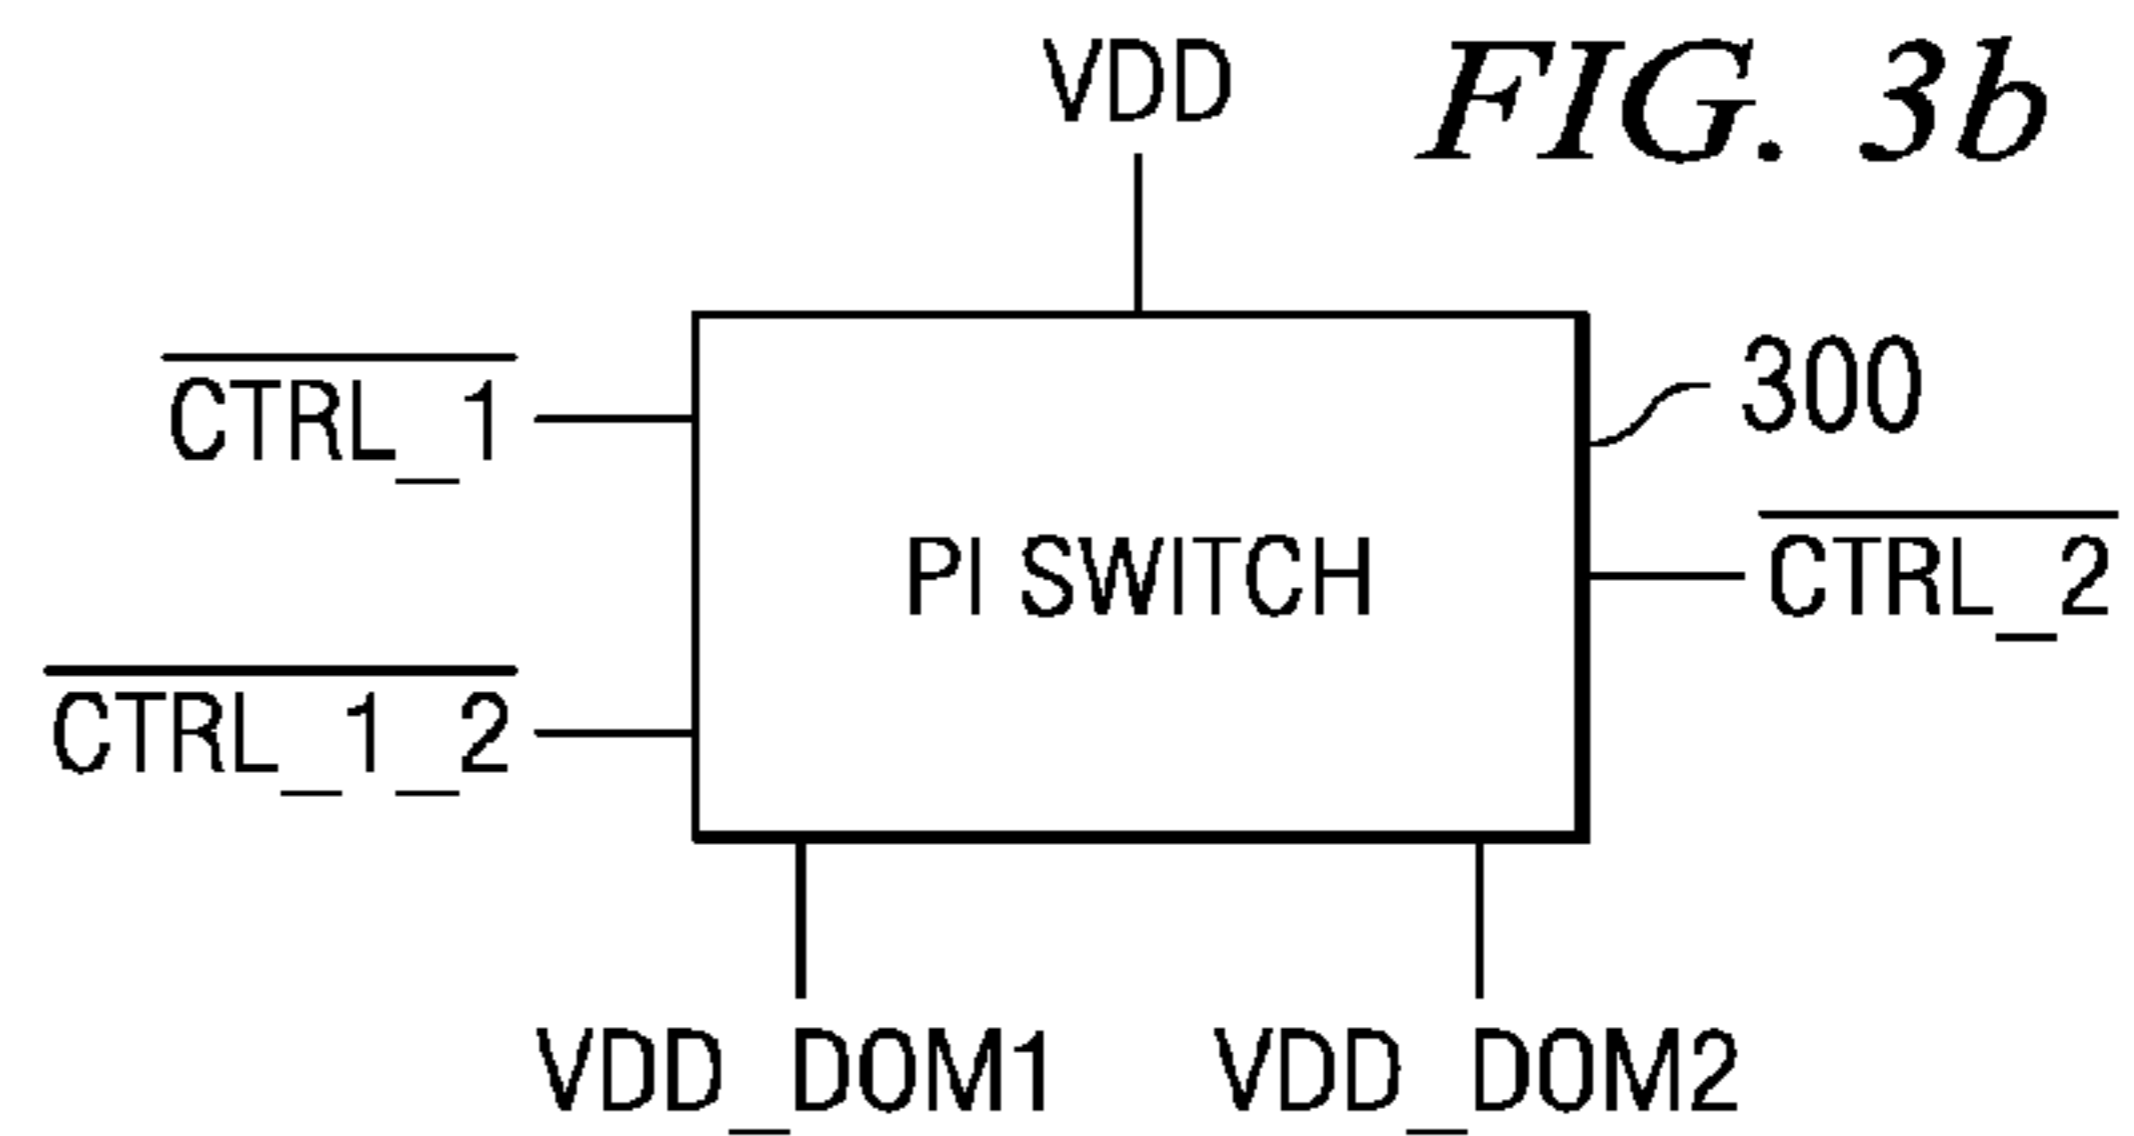 VDD
FIG. 3b
CTRL_1
300
PI SWITCH
CTRL_2
CTRL_1_2
VDD_DOM1
VDD_DOM2